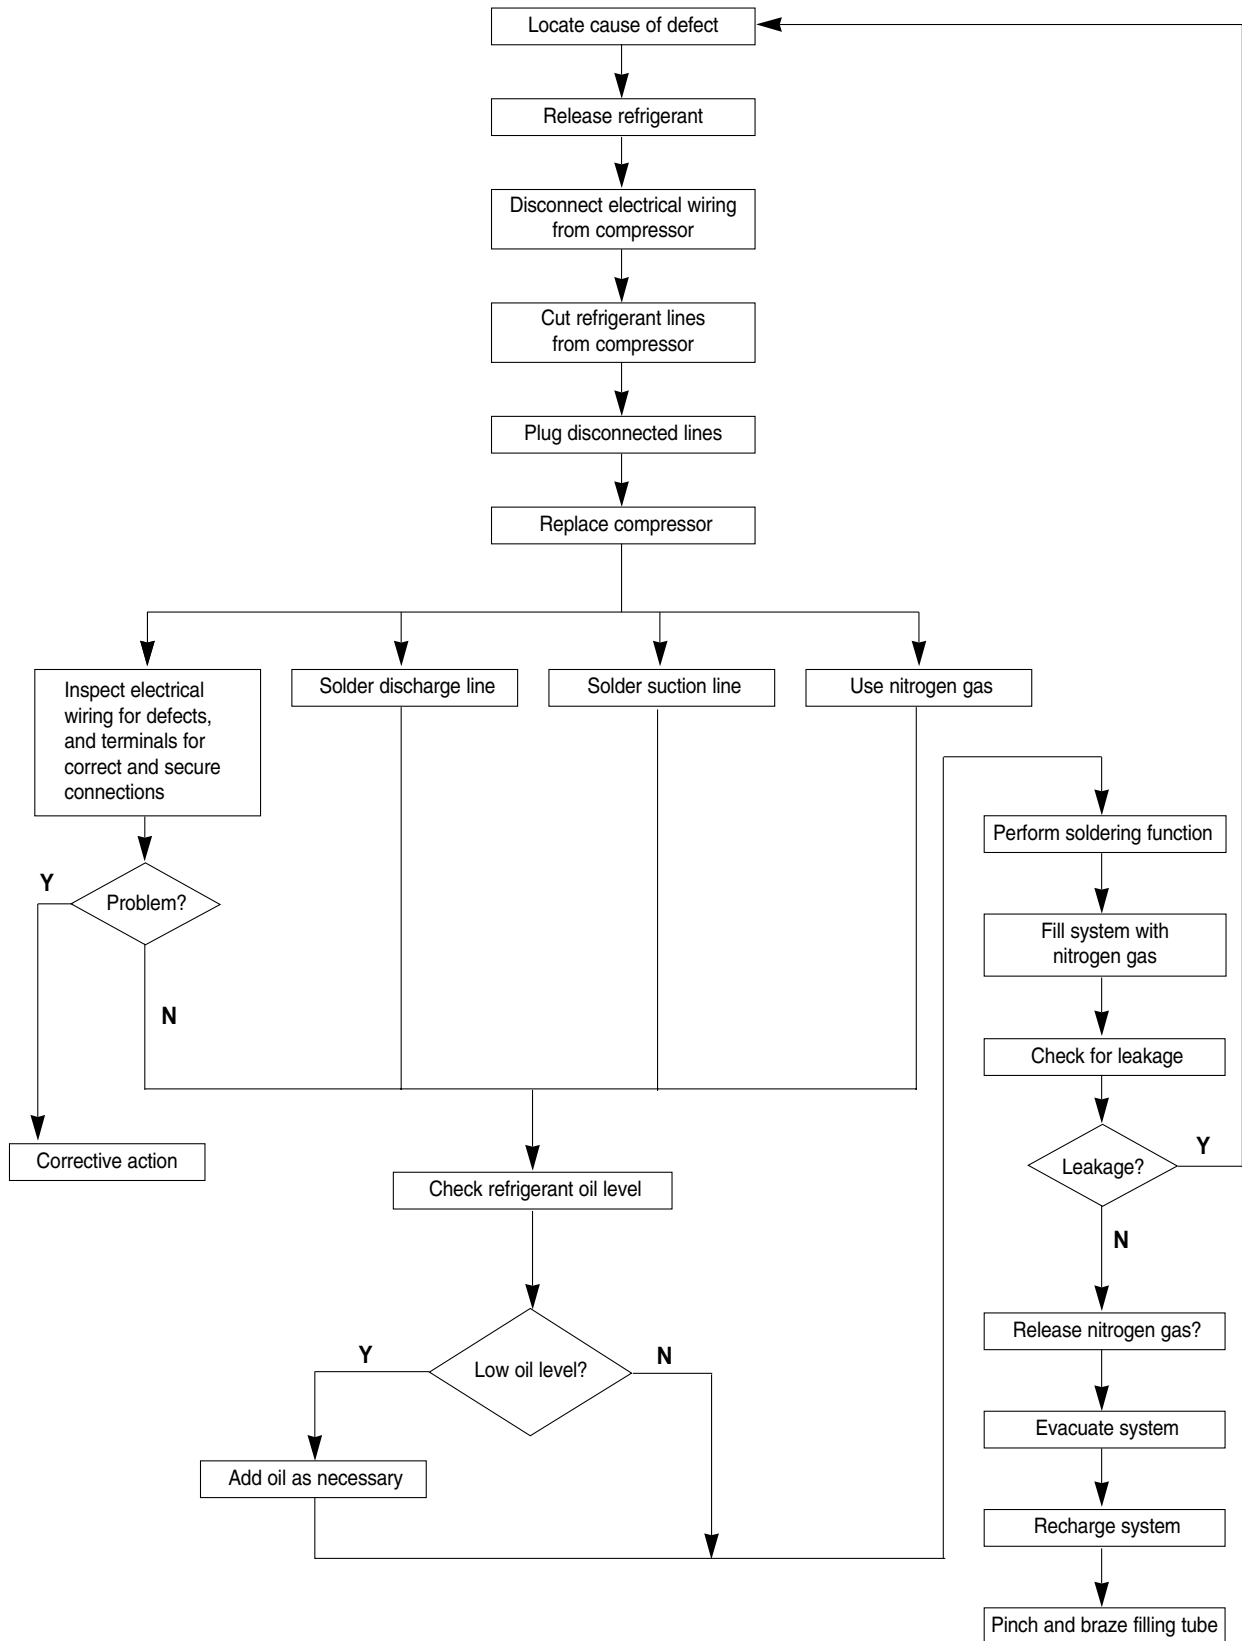 Locate cause of defect
Release refrigerant
Disconnect electrical wiring
from compressor
Cut refrigerant lines
from compressor
Plug disconnected lines
Replace compressor
Inspect electrical
wiring for defects,
and terminals for
correct and secure
connections
Solder discharge line
Solder suction line
Use nitrogen gas
Problem?
Y
N
Corrective action
Check refrigerant oil level
Low oil level?
Y
N
Add oil as necessary
Perform soldering function
Fill system with
nitrogen gas
Check for leakage
Leakage?
Y
N
Release nitrogen gas?
Evacuate system
Recharge system
Pinch and braze filling tube